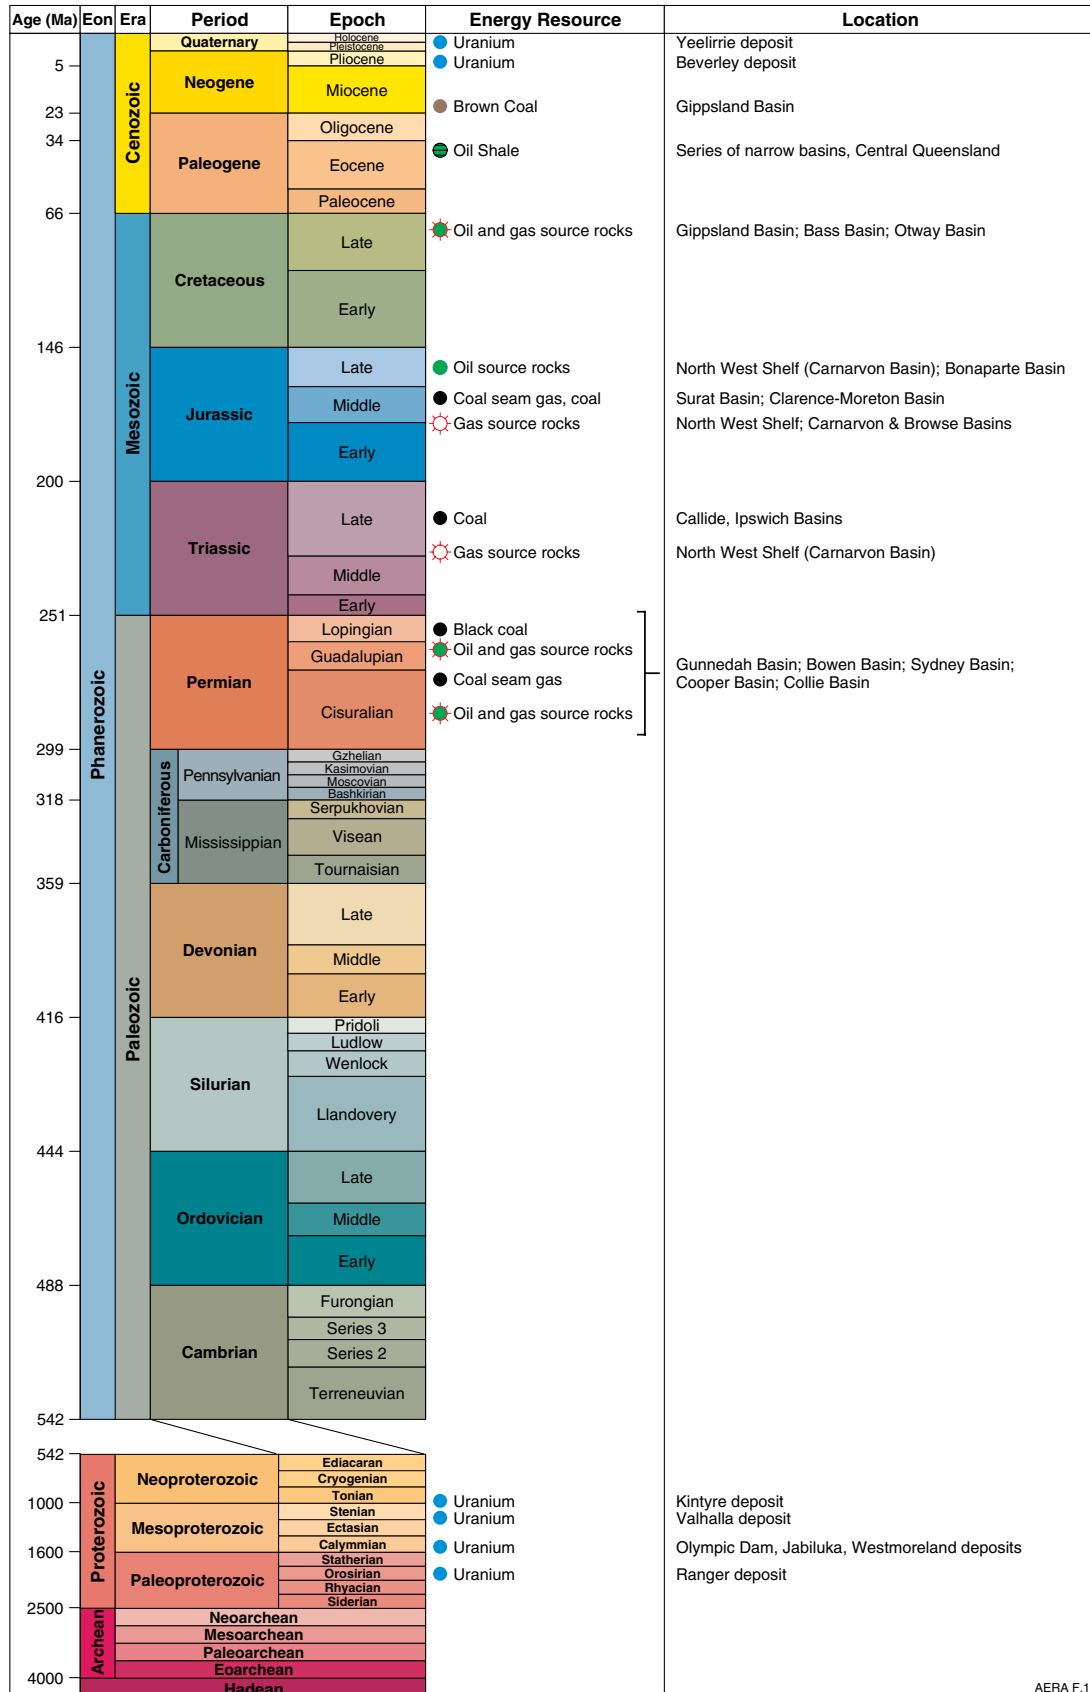 Age (Ma) Eon Era Period Epoch Energy Resource Location
Quaternary Holocene
Pleistocene Uranium Yeelirrie deposit
Pliocene Uranium Beverley deposit
5
Neogene
Miocene
Brown Coal Gippsland Basin
23
Cenozoic
Oligocene
34
Paleogene
Oil Shale Series of narrow basins, Central Queensland
Eocene
Paleocene
66
Oil and gas source rocks Gippsland Basin; Bass Basin; Otway Basin
Late
Cretaceous
Early
146
Late Oil source rocks North West Shelf (Carnarvon Basin); Bonaparte Basin
Mesozoic
Middle Coal seam gas, coal Surat Basin; Clarence-Moreton Basin
Jurassic
Gas source rocks North West Shelf; Carnarvon & Browse Basins
Early
200
Late Coal Callide, Ipswich Basins
Triassic
Gas source rocks North West Shelf (Carnarvon Basin)
Middle
Early
251
Lopingian Black coal
Guadalupian Oil and gas source rocks
Gunnedah Basin; Bowen Basin; Sydney Basin;
Cooper Basin; Collie Basin
Permian
Coal seam gas
Cisuralian Oil and gas source rocks
299
Phanerozoic
Carboniferous
Pennsylvanian
Gzhelian
Kasimovian
Moscovian
Bashkirian
318
Serpukhovian
Mississippian Visean
Tournaisian
359
Late
Devonian
Middle
Early
Paleozoic
416
Pridoli
Ludlow
Wenlock
Silurian
Llandovery
444
Late
Ordovician Middle
Early
488
Furongian
Series 3
Cambrian Series 2
Terreneuvian
542
542
Proterozoic
Ediacaran
Neoproterozoic Cryogenian
Tonian
1000 Uranium Kintyre deposit
Stenian
Uranium Valhalla deposit
Mesoproterozoic Ectasian
Calymmian Uranium Olympic Dam, Jabiluka, Westmoreland deposits
1600
Statherian
Orosirian Uranium Ranger deposit
Paleoproterozoic
Rhyacian
Siderian
2500
Archean
Neoarchean
Mesoarchean
Paleoarchean
Eoarchean
4000
Hadean
AERA F.1